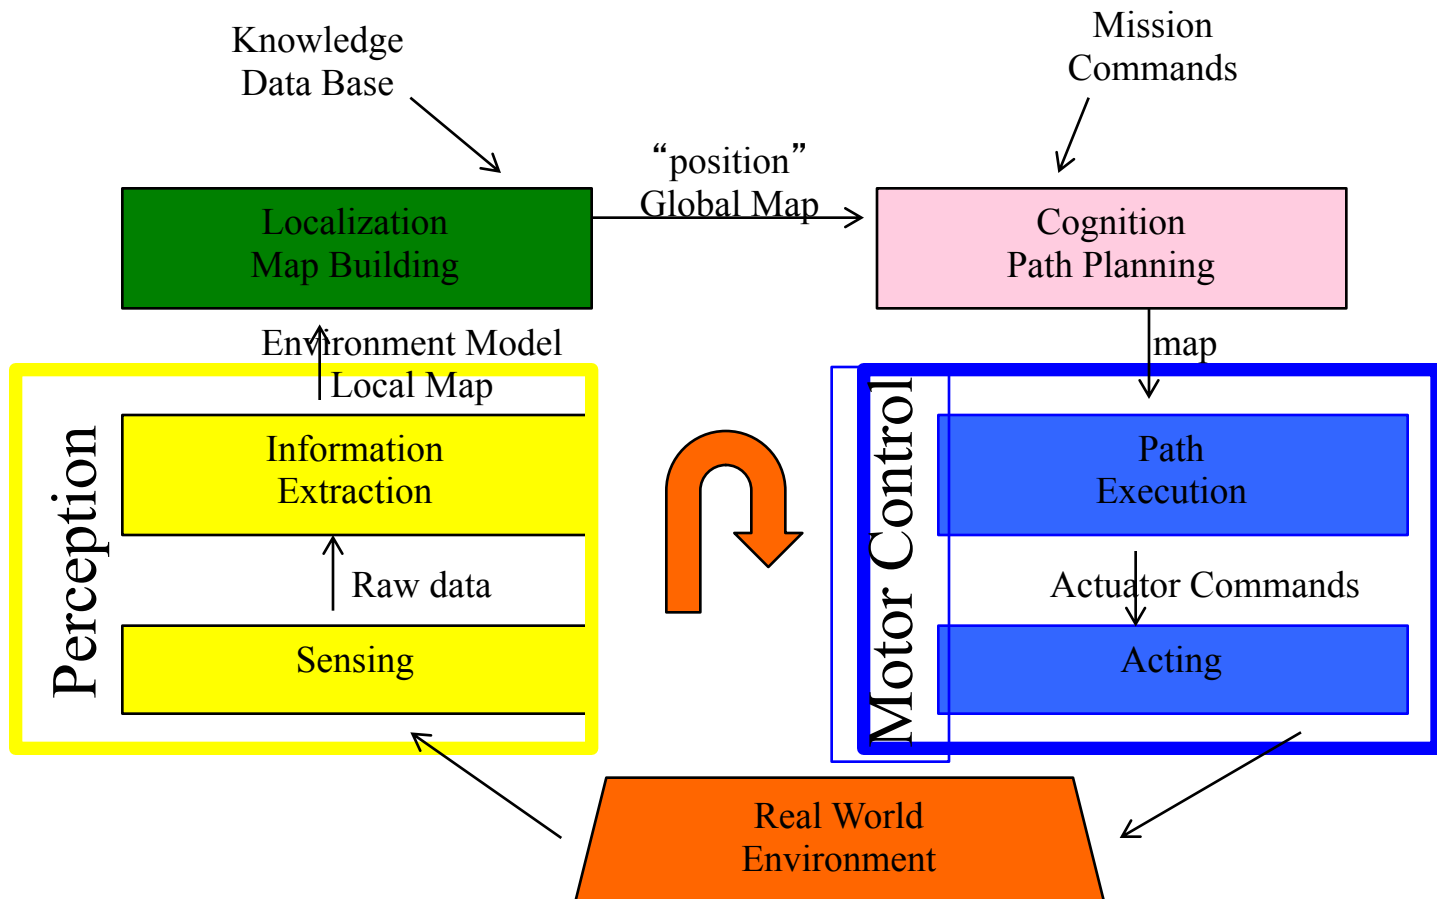 Knowledge
Data Base
Mission
Commands
“position”
Global Map
Localization
Map Building
Cognition
Path Planning
Environment Model
Local Map
map
Perception
Information
Extraction
Raw data
Sensing
Motor Control
Path
Execution
Actuator Commands
Acting
Real World
Environment